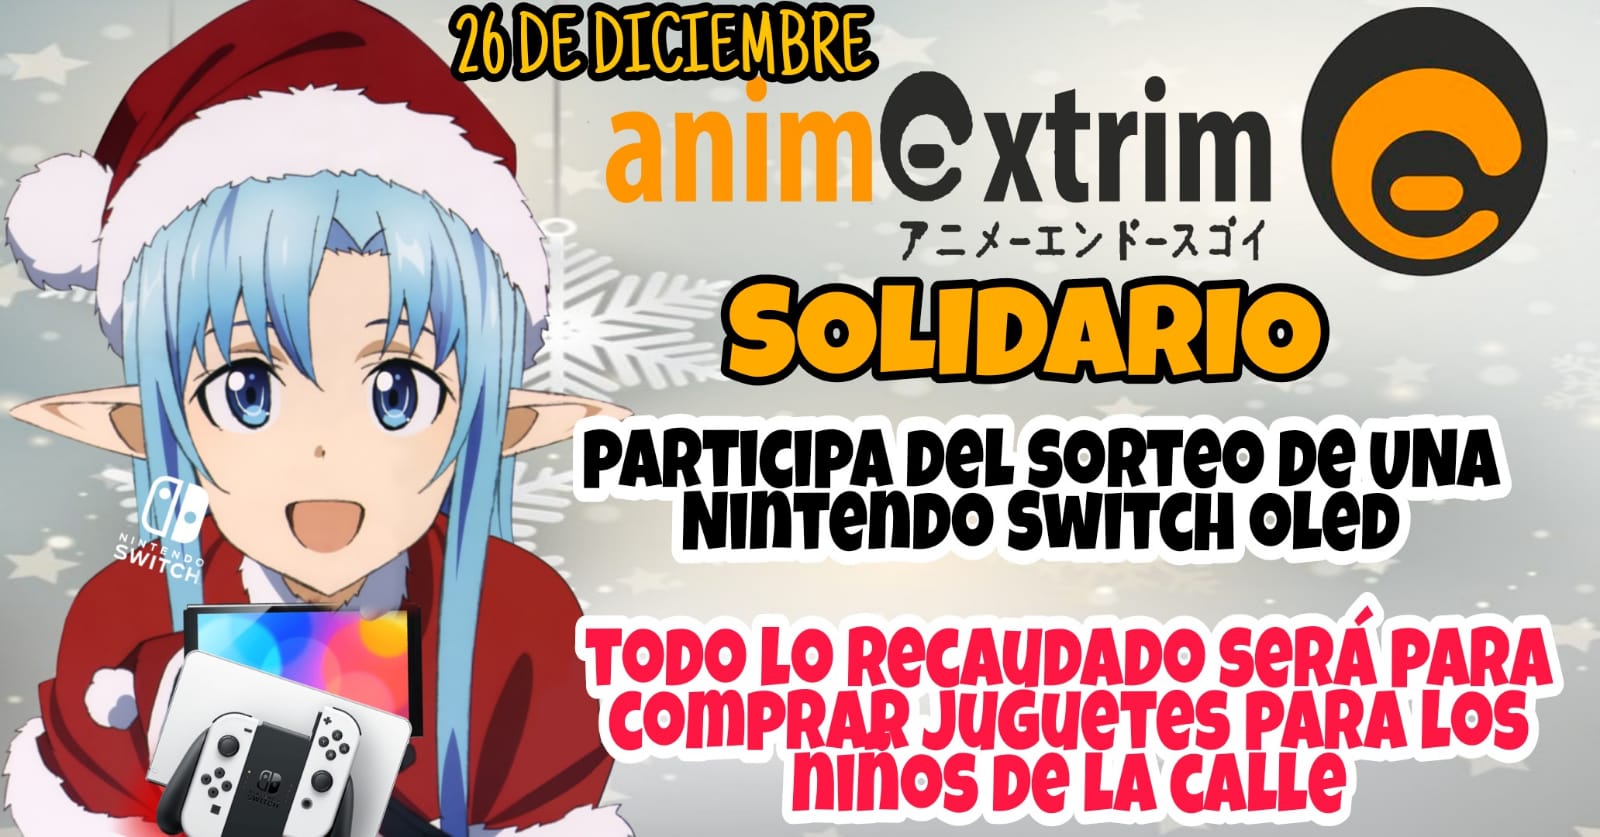 26 DE DICIEMBRE
animextrim
アニメーエンドースゴイ
SOLIDARIO
PARTICIPA DEL SORTEO DE UNA
NINTENDO SWITCH OLED
NINTENDO
SWITCH
TODO LO RECAUDADO SERÁ PARA
COMPRAR JUGUETES PARA LOS
NIÑOS DE LA CALLE
NINTENDO
SWITCH